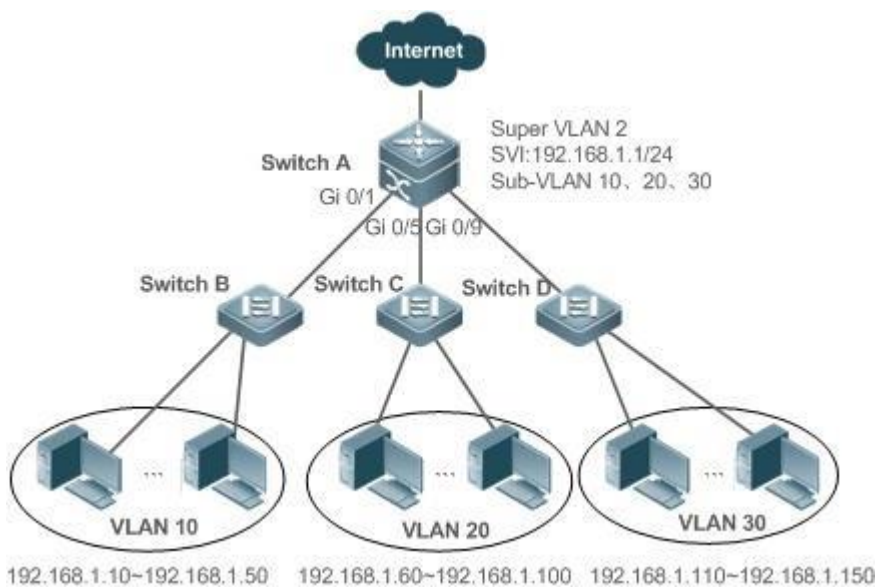 Internet
Super VLAN 2
SVI:192.168.1.1/24
Sub-VLAN 10、20、30
Switch A
Gi 0/1
Gi 0/5
Gi 0/9
Switch B
Switch C
Switch D
...
...
...
VLAN 10
VLAN 20
VLAN 30
192.168.1.10~192.168.1.50
192.168.1.60~192.168.1.100
192.168.1.110~192.168.1.150